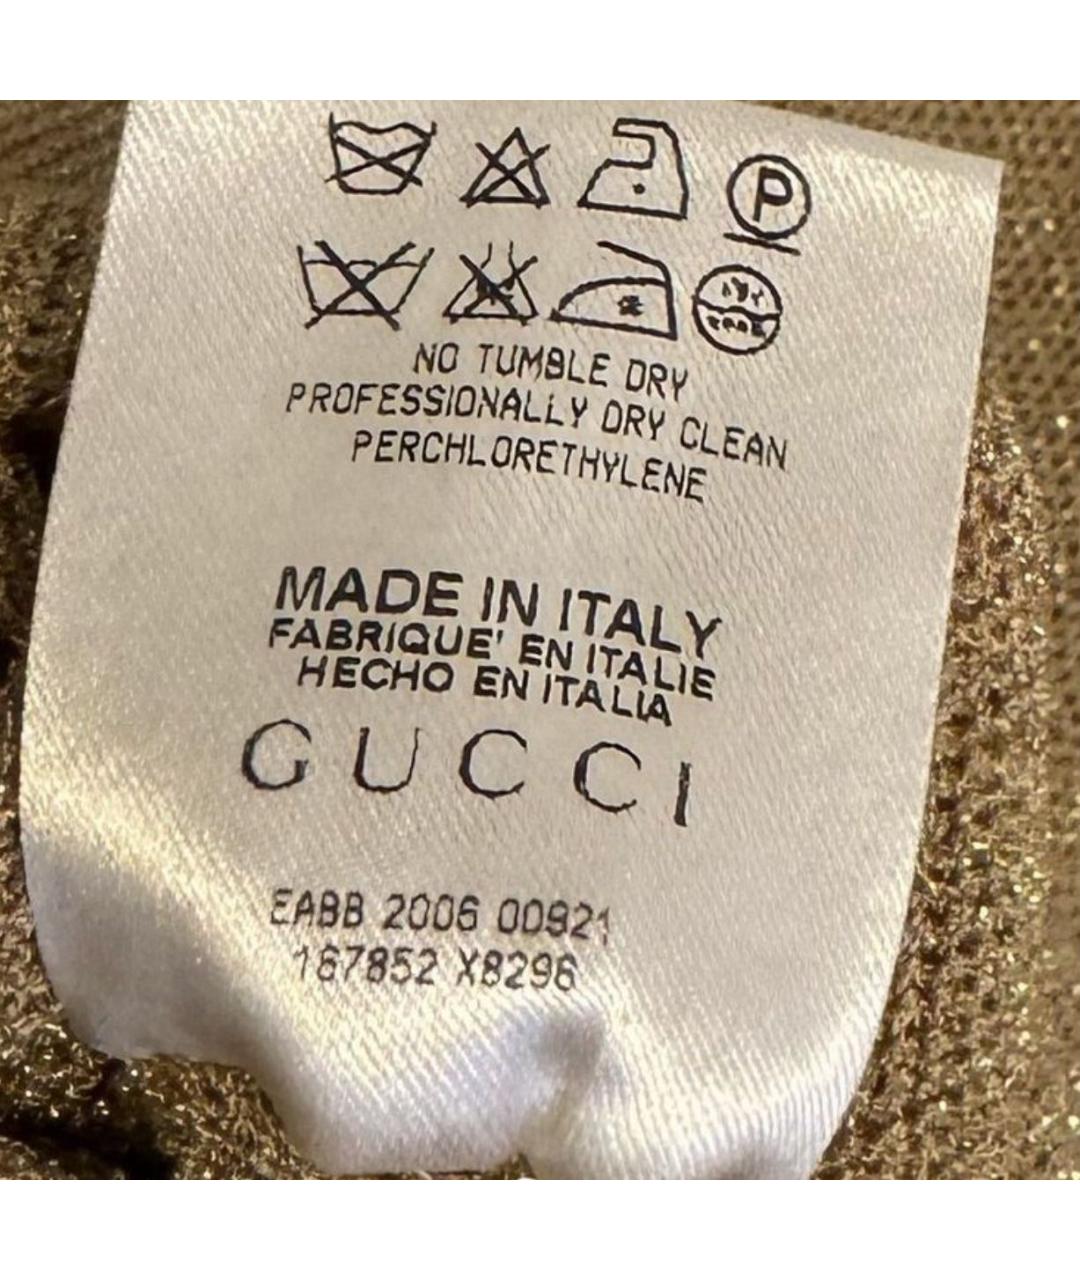 P
NO TUMBLE DRY
PROFESSIONALLY DRY CLEAN
PERCHLORETHYLENE
MADE IN ITALY
FABRIQUE' EN ITALIE
HECHO EN ITALIA
GUCCI
EABB 2006 00921
167852 X8296